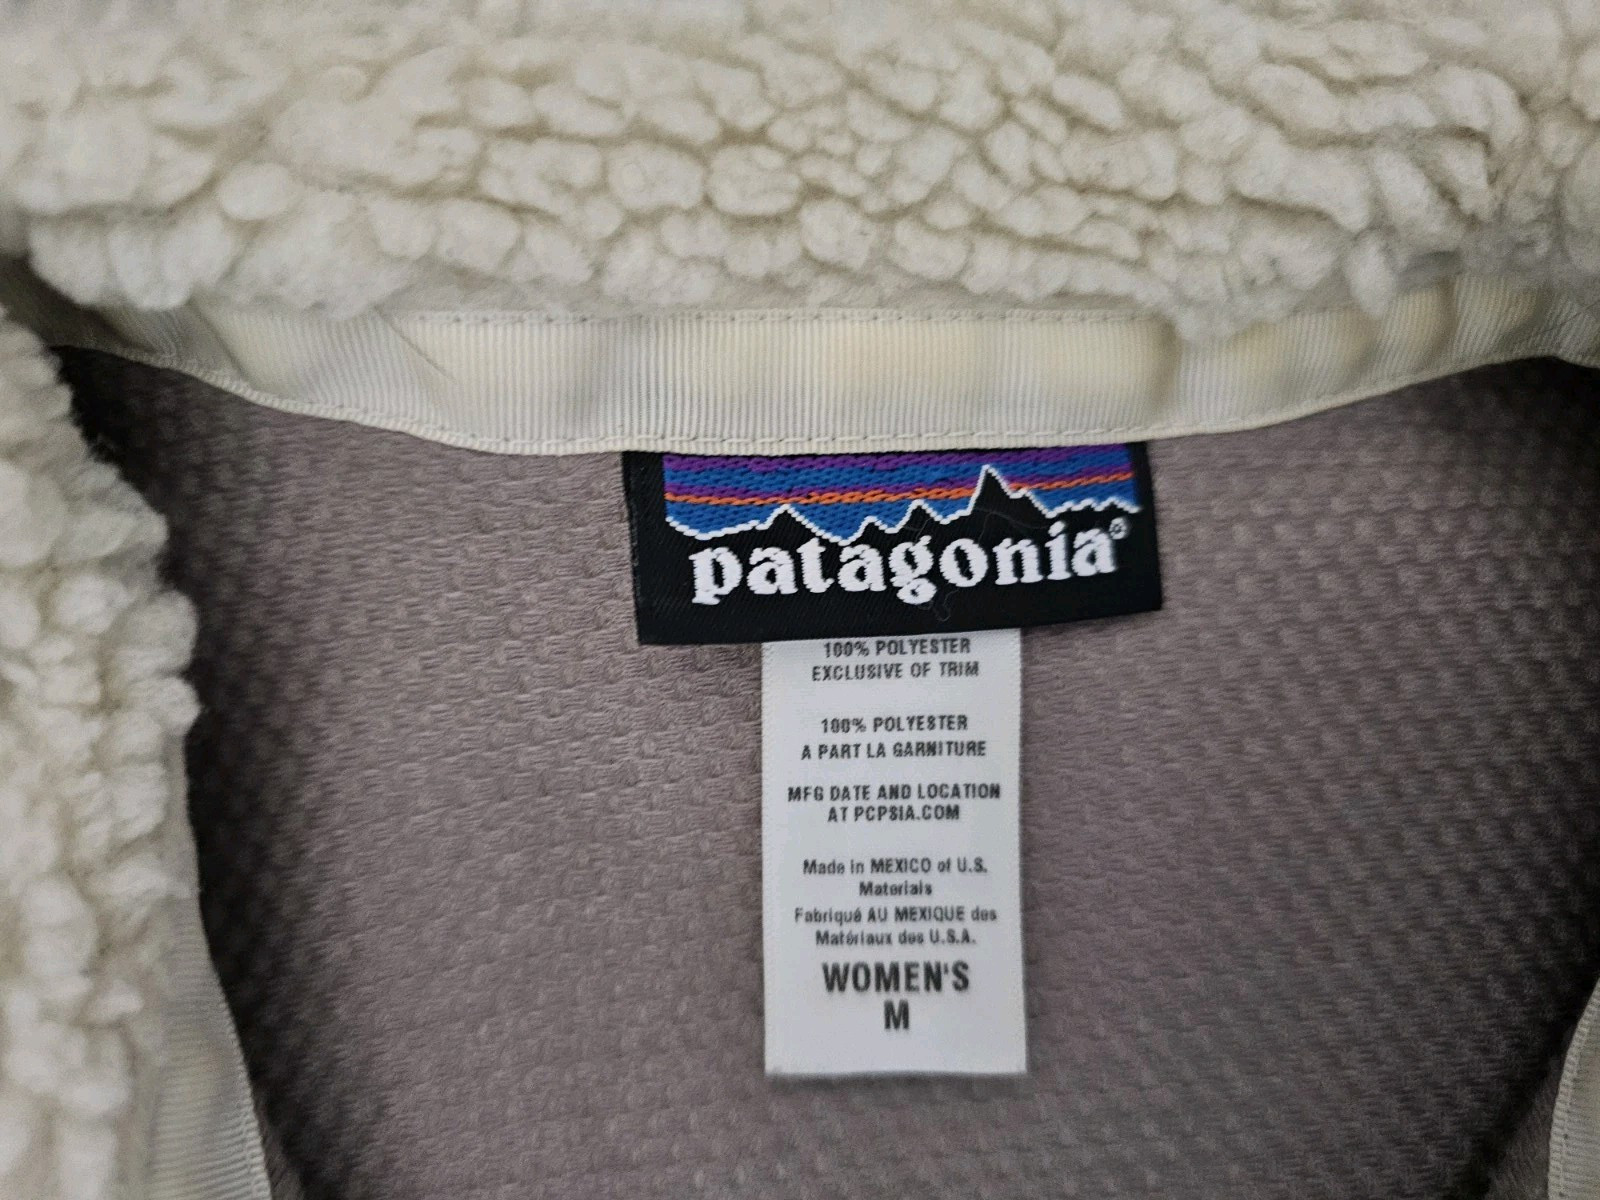 patagonia®
100% POLYESTER
EXCLUSIVE OF TRIM
100% POLYESTER
A PART LA GARNITURE
MFG DATE AND LOCATION
AT PCPSIA.COM
Made in MEXICO of U.S.
Materials
Fabriqué AU MEXIQUE des
Matériaux des U.S.A.
WOMEN'S
M